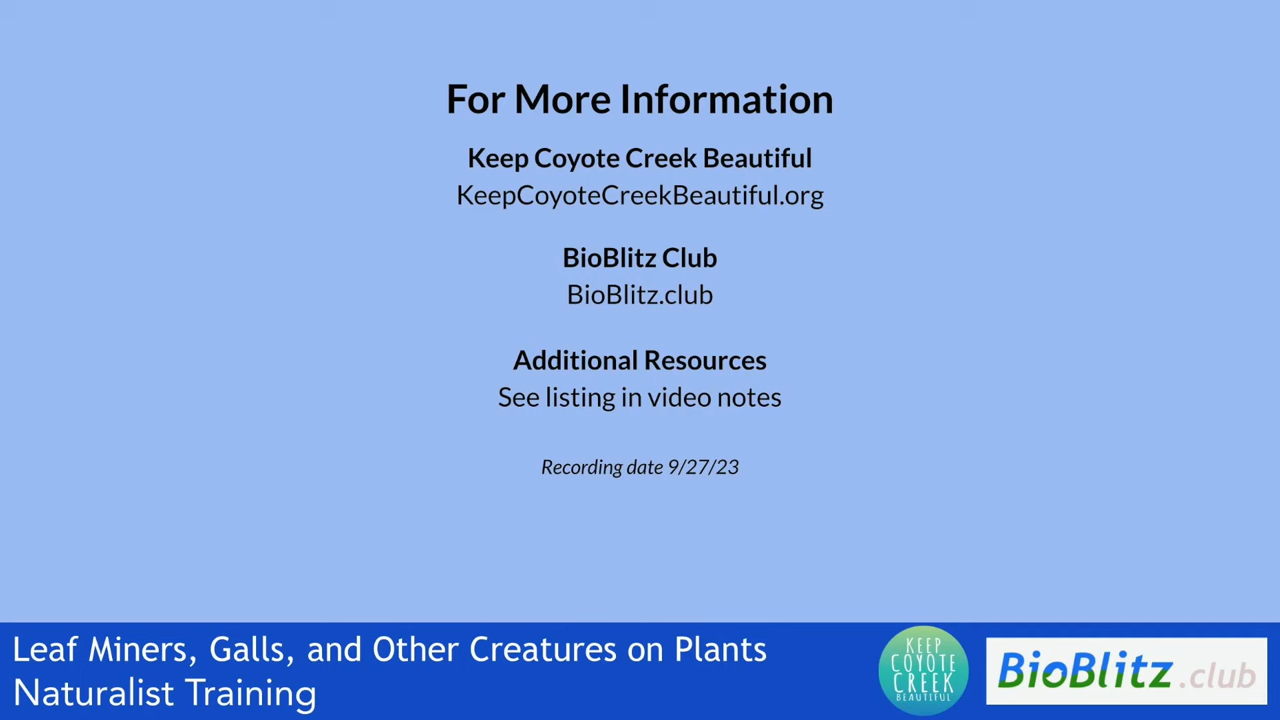 For More Information
Keep Coyote Creek Beautiful
KeepCoyoteCreekBeautiful.org
BioBlitz Club
BioBlitz.club
Additional Resources
See listing in video notes
Recording date 9/27/23
Leaf Miners, Galls, and Other Creatures on Plants
Naturalist Training
KEEP
COYOTE
CREEK
BEAUTIFUL
BioBlitz.club